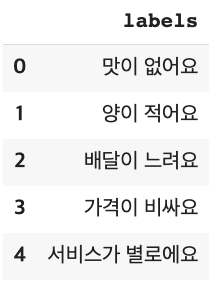 labels
0 맛이 없어요
1 양이 적어요
2 배달이 느려요
3 가격이 비싸요
4 서비스가 별로에요